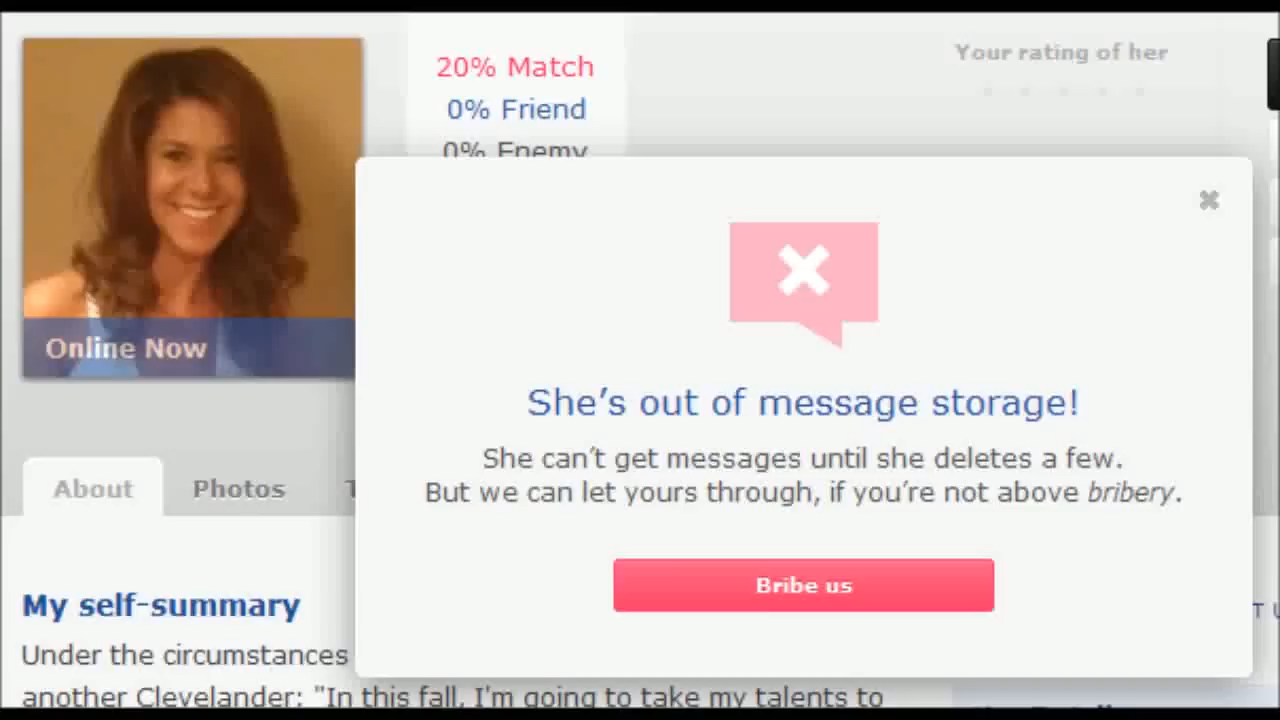 20% Match
0% Friend
0% Enemy
Your rating of her
Online Now
She's out of message storage!
She can't get messages until she deletes a few.
But we can let yours through, if you're not above bribery.
Bribe us
About
Photos
My self-summary
Under the circumstances
another Clevelander: "In this fall, I'm going to take my talents to